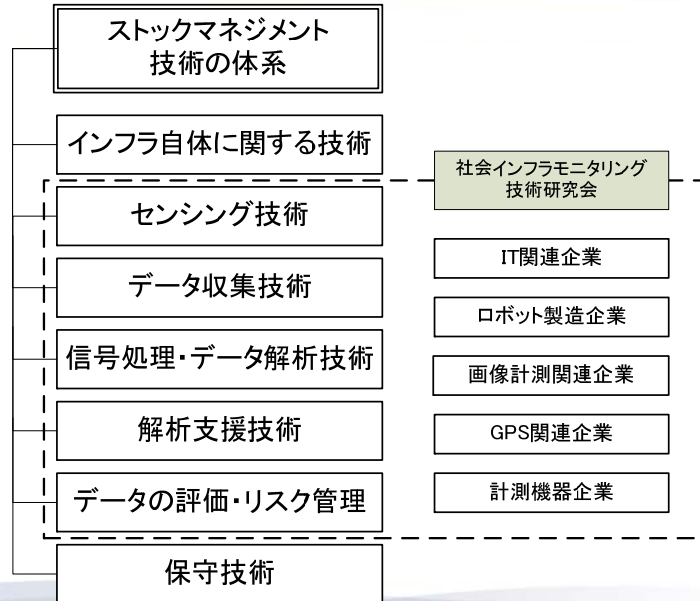 ストックマネジメント
技術の体系
インフラ自体に関する技術
センシング技術
データ収集技術
信号処理・データ解析技術
解析支援技術
データの評価・リスク管理
保守技術
社会インフラモニタリング
技術研究会
IT関連企業
ロボット製造企業
画像計測関連企業
GPS関連企業
計測機器企業